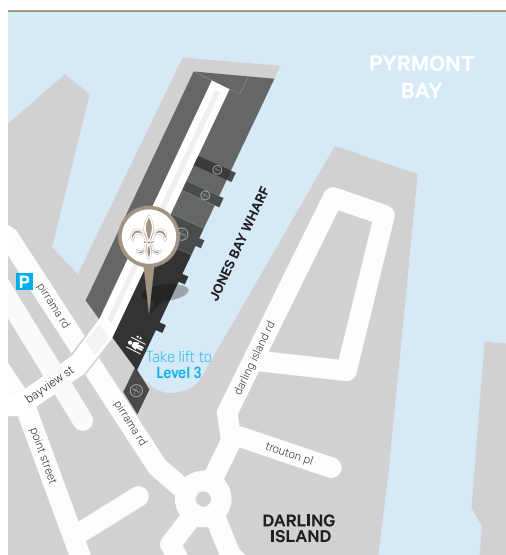 PYRMONT
BAY
JONES BAY WHARF
P
pirrama rd
Take lift to
Level 3
bayview st
pirrama rd
point street
darling island rd
trouton pl
DARLING
ISLAND